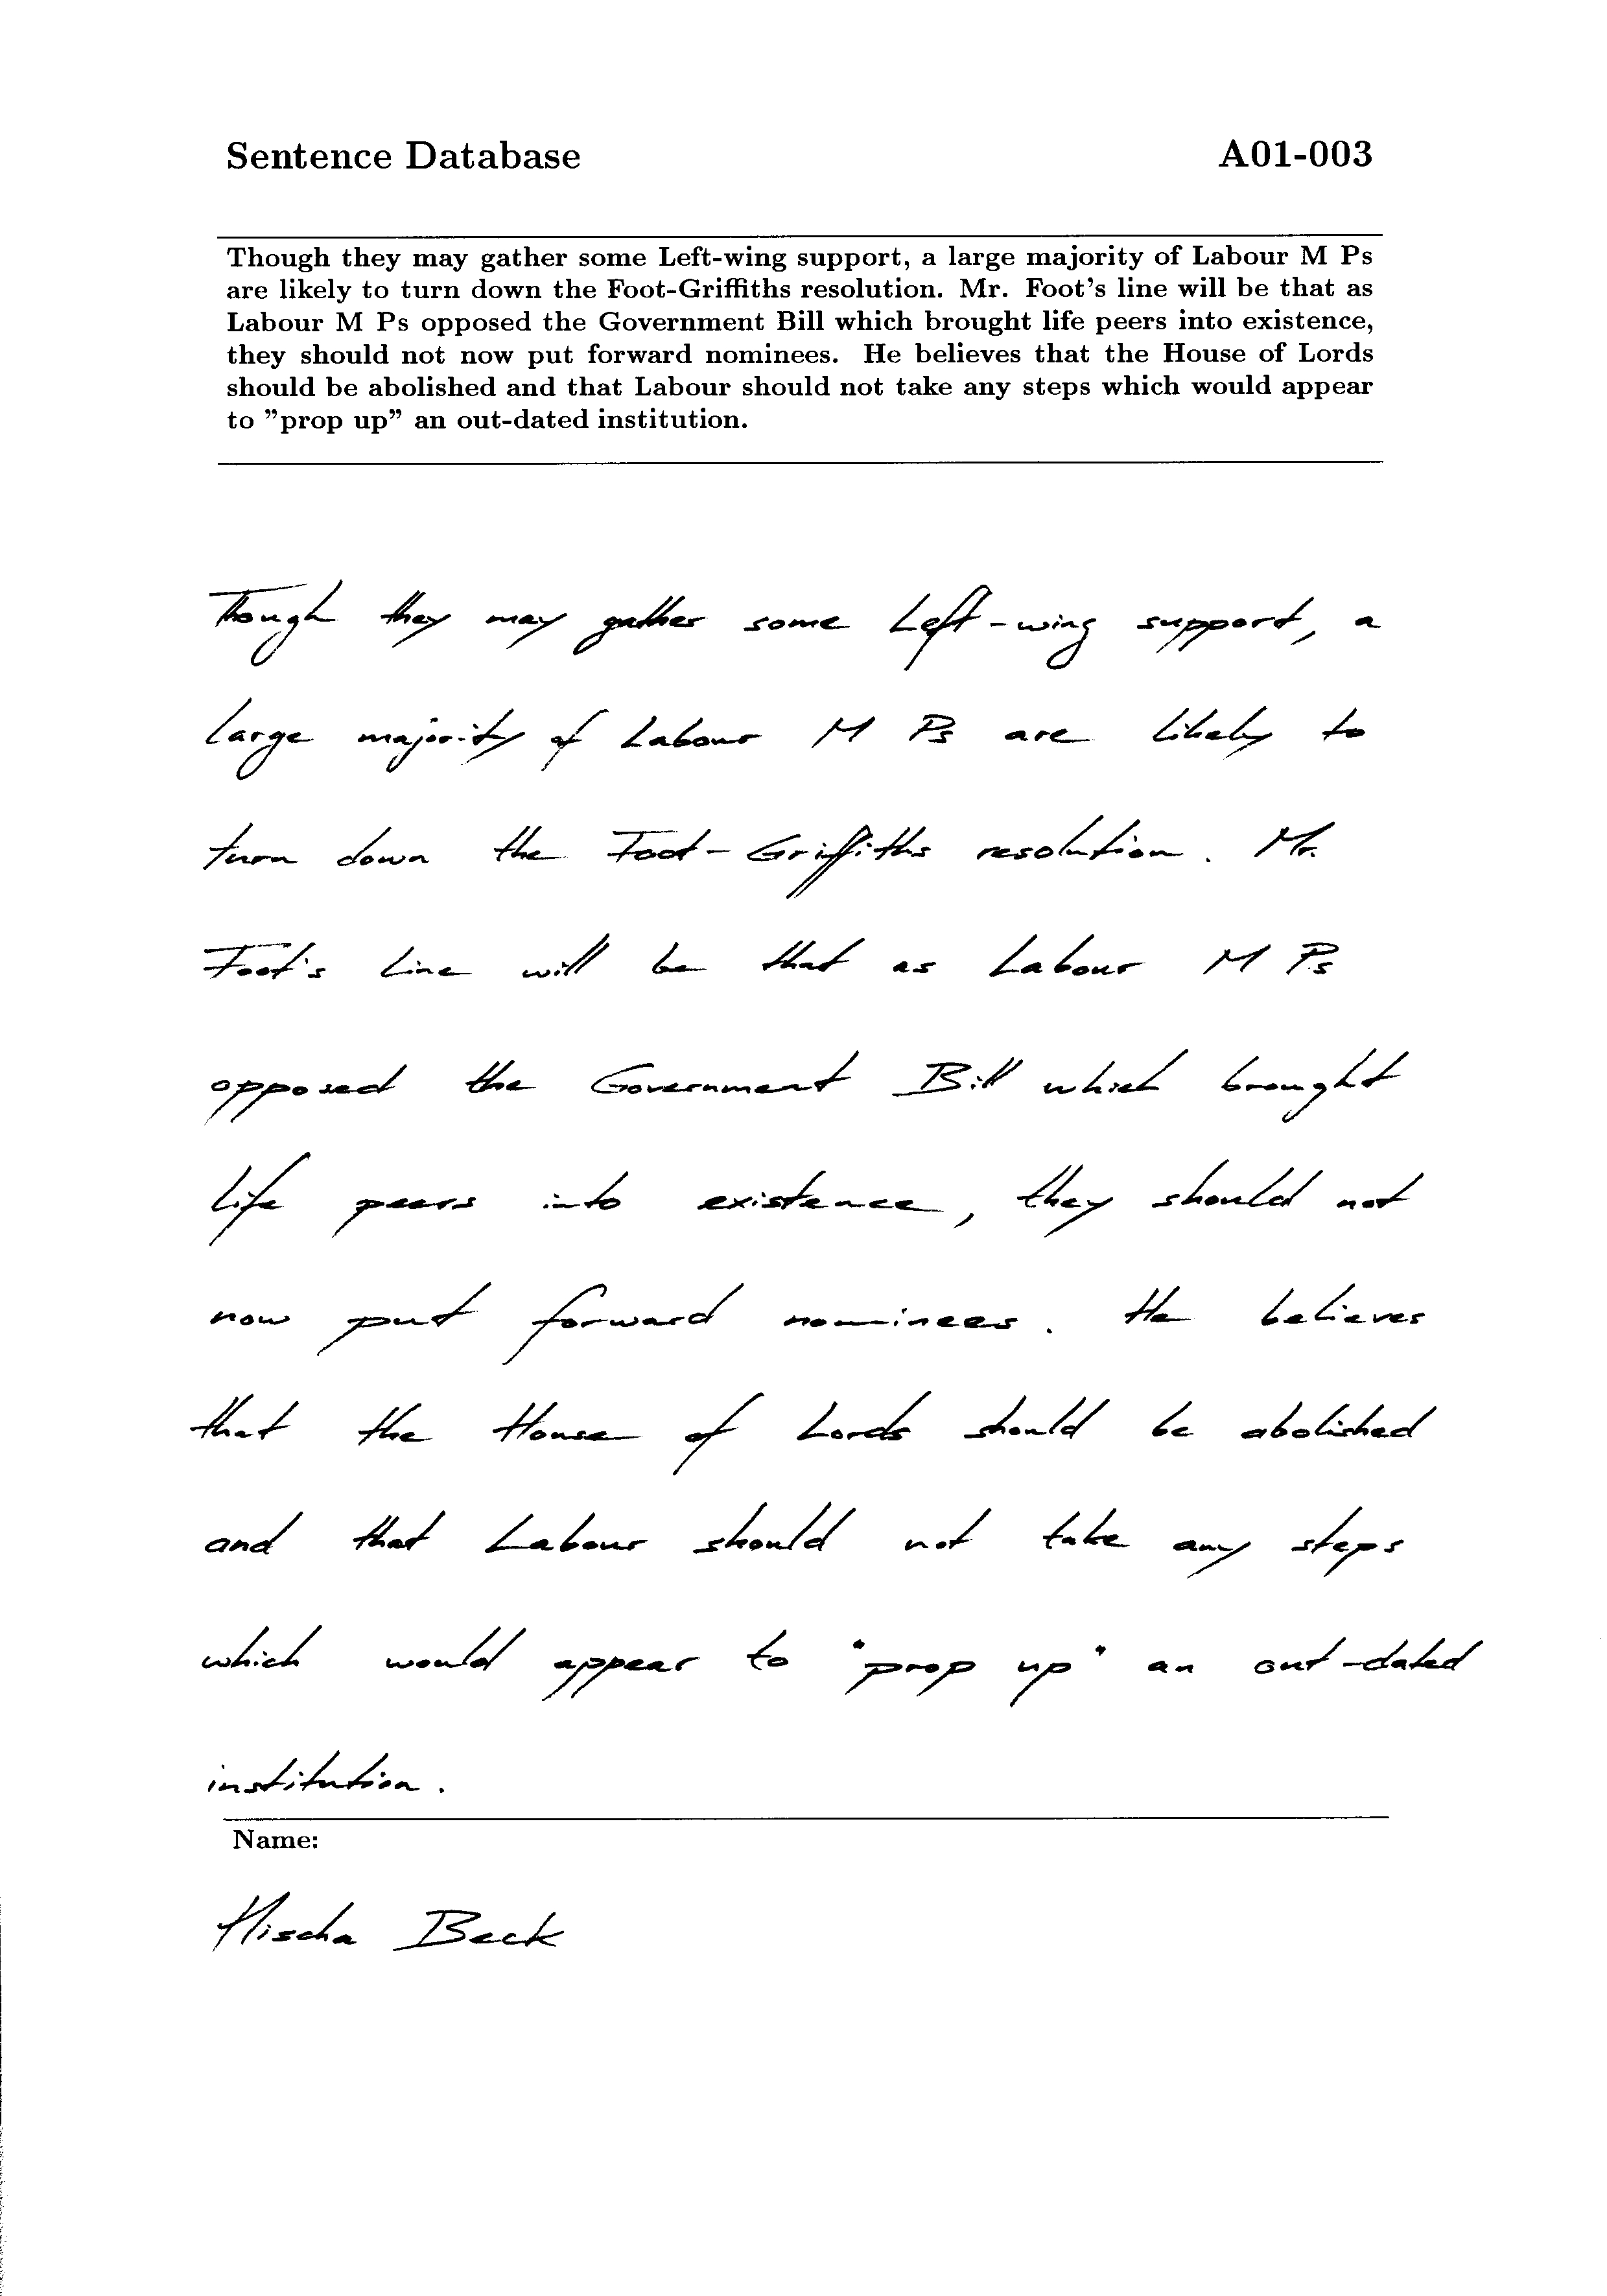 Sentence Database A01-003
Though they may gather some Left-wing support, a large majority of Labour M Ps
are likely to turn down the Foot-Griffiths resolution. Mr. Foot's line will be that as
Labour M Ps opposed the Government Bill which brought life peers into existence,
they should not now put forward nominees. He believes that the House of Lords
should be abolished and that Labour should not take any steps which would appear
to ”prop up” an out-dated institution.
Though they may gather some Left-wing support, a
large majority of Labour M Ps are likely to
turn down the Foot-Griffiths resolution. Mr.
Foot's line will be that as Labour M Ps
opposed the Government Bill which brought
life peers into existence, they should not
now put forward nominees. He believes
that the House of Lords should be abolished
and that Labour should not take any steps
which would appear to "prop up" an out-dated
institution.
Name:
Mischa Beck